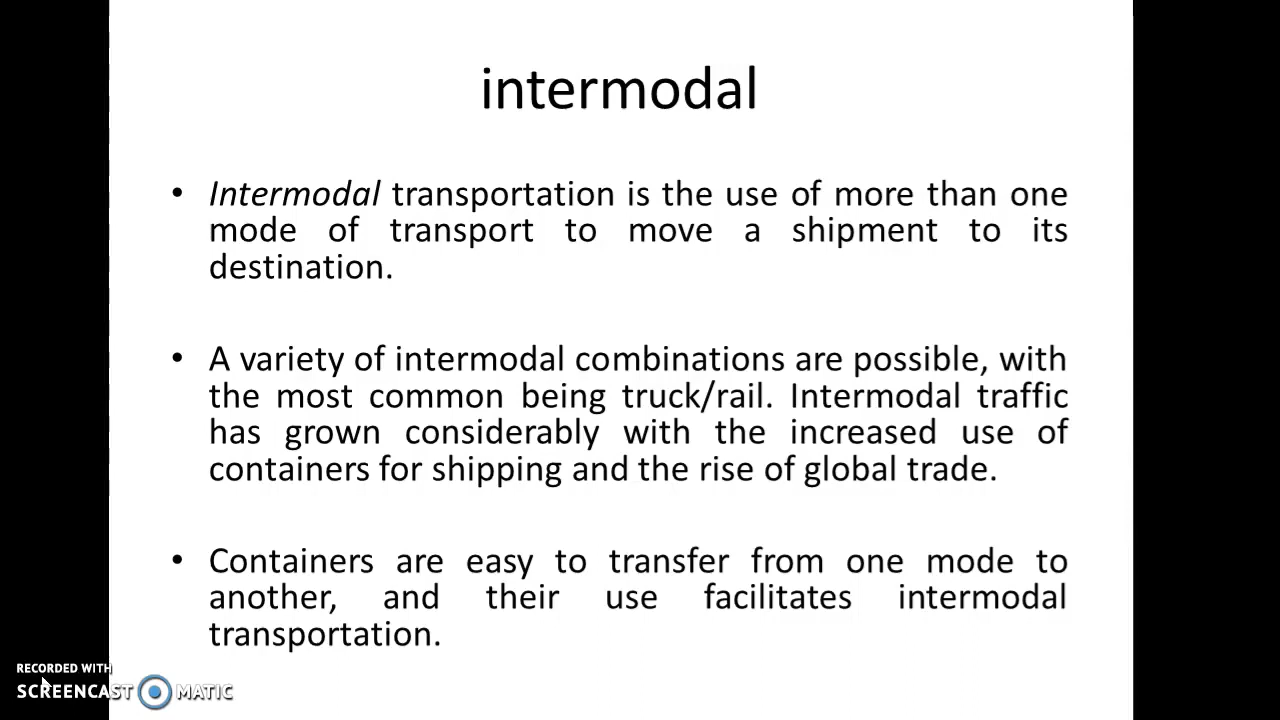 intermodal
• Intermodal transportation is the use of more than one
mode of transport to move a shipment to its
destination.
• A variety of intermodal combinations are possible, with
the most common being truck/rail. Intermodal traffic
has grown considerably with the increased use of
containers for shipping and the rise of global trade.
• Containers are easy to transfer from one mode to
another, and their use facilitates intermodal
transportation.
RECORDED WITH
SCREENCAST MATIC